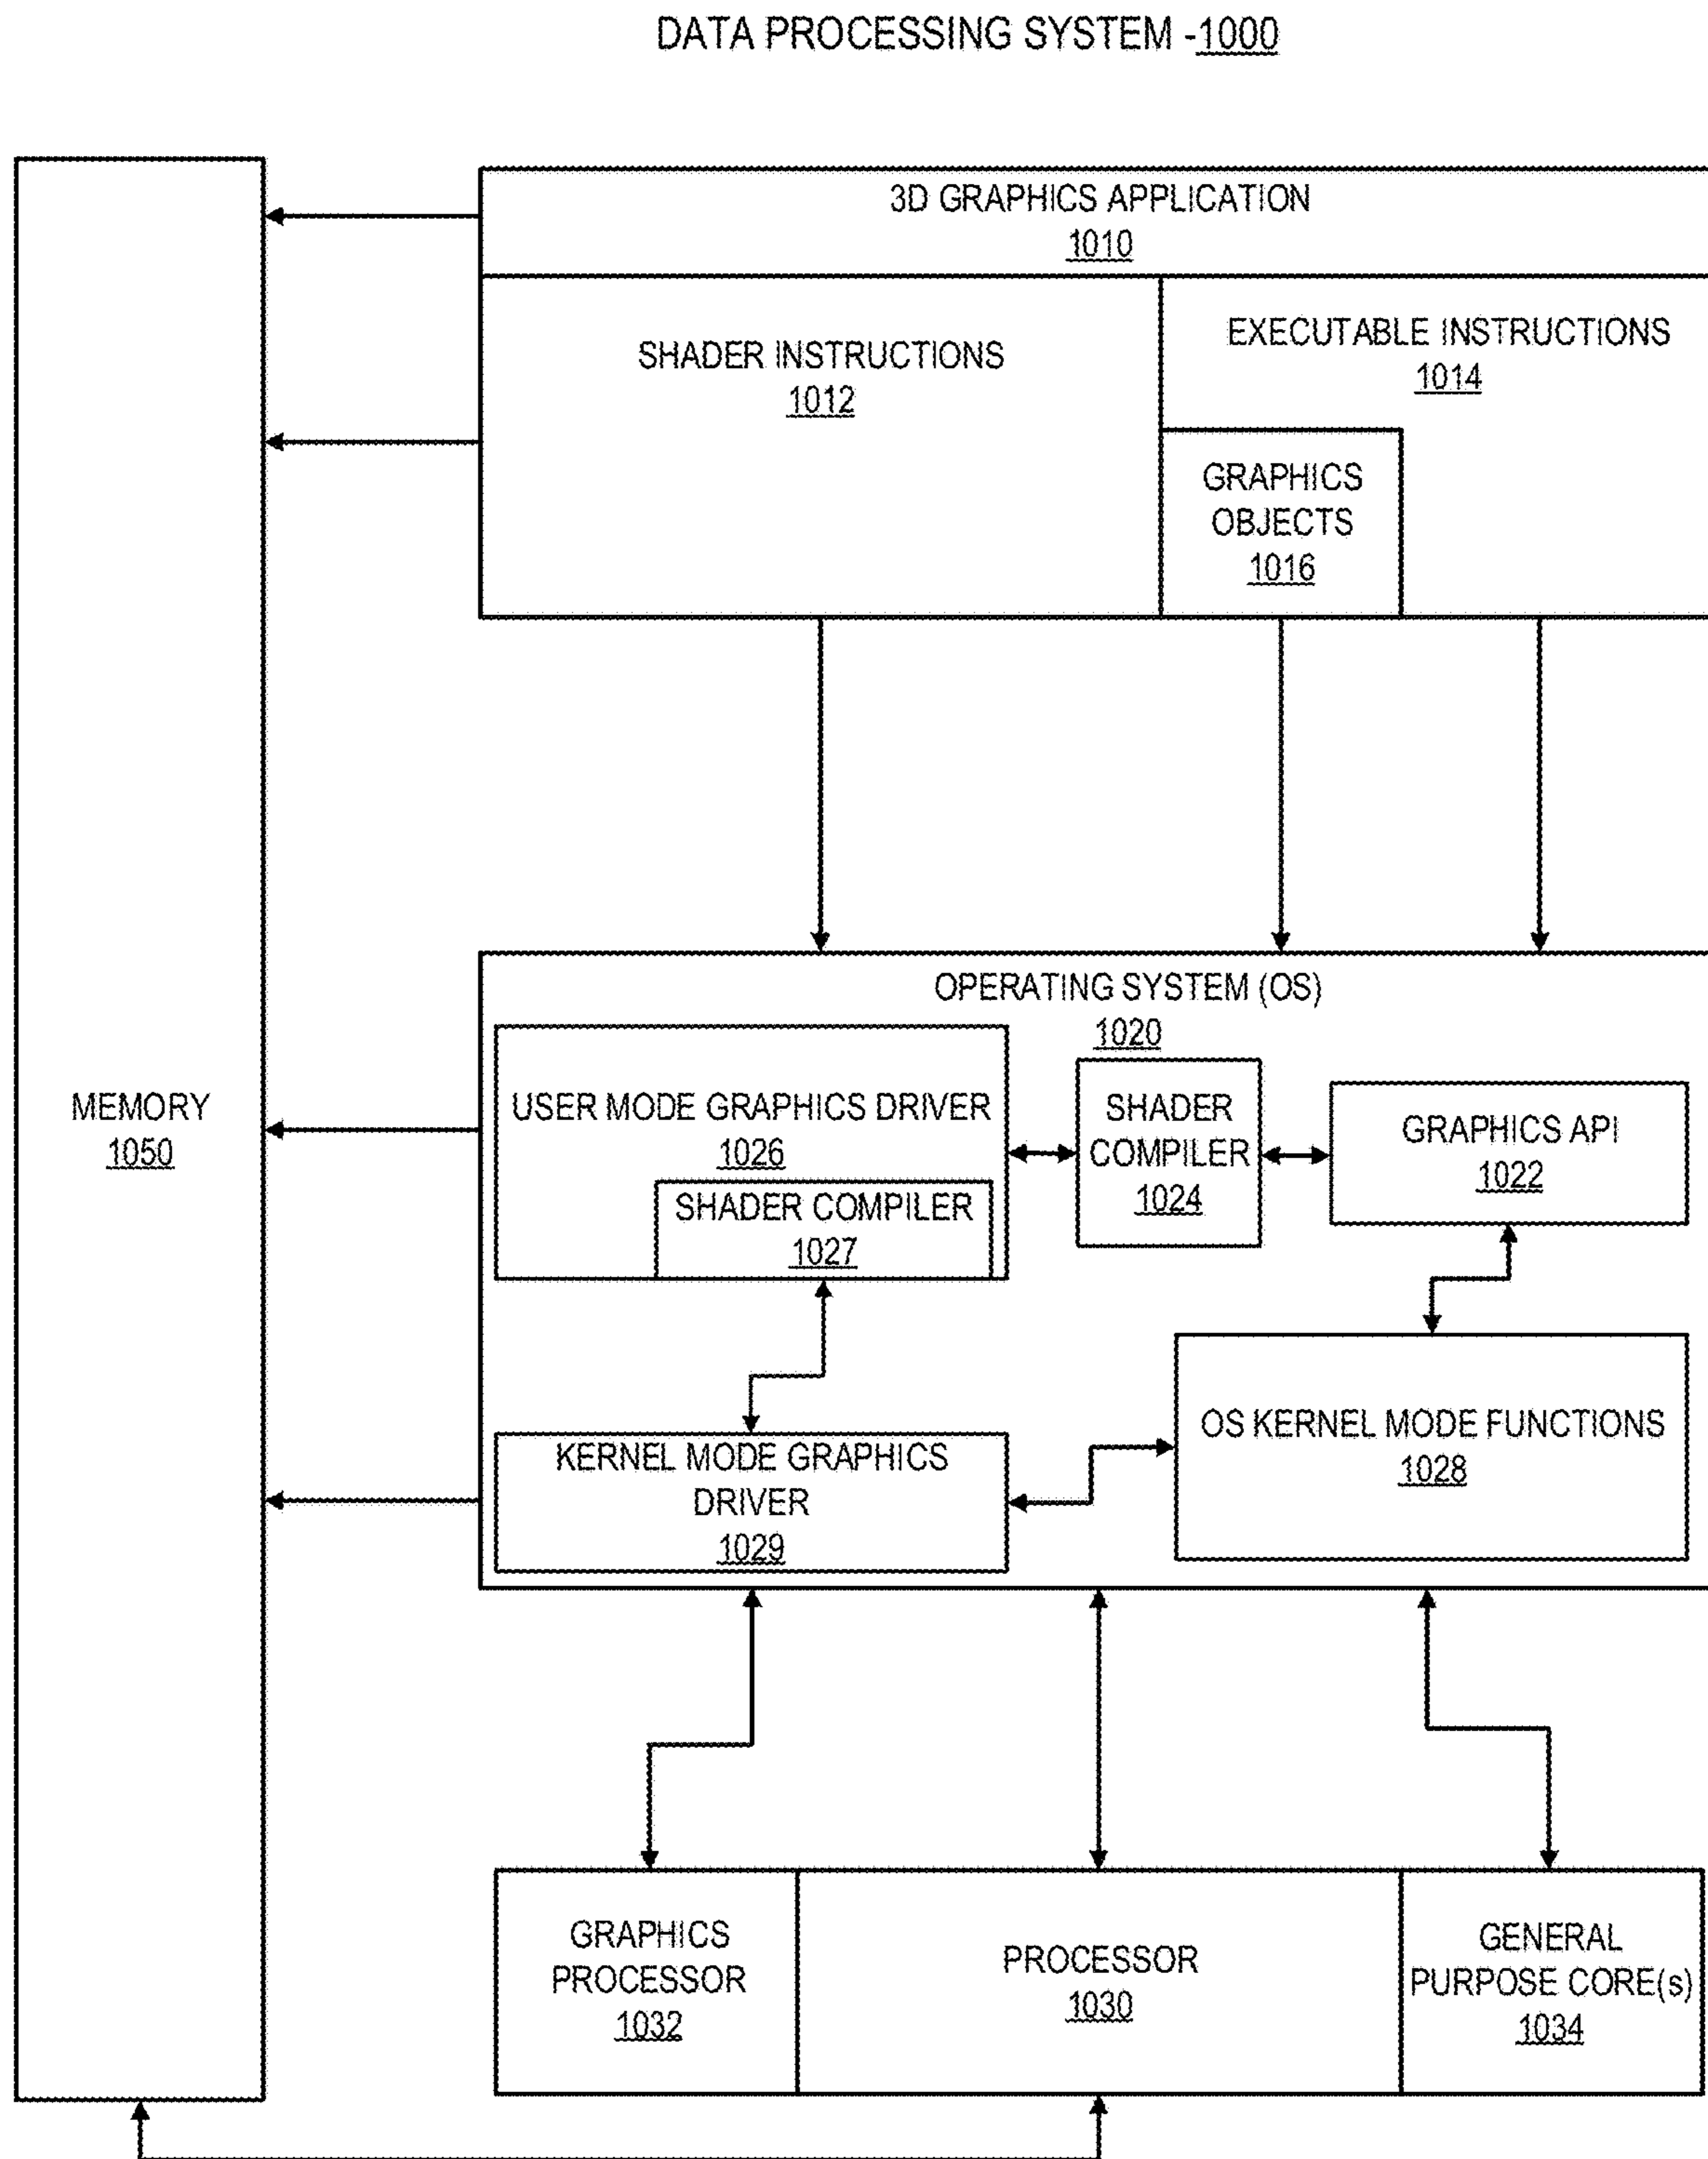 DATA PROCESSING SYSTEM -1000
3D GRAPHICS APPLICATION
1010
SHADER INSTRUCTIONS
1012
EXECUTABLE INSTRUCTIONS
1014
GRAPHICS
OBJECTS
1016
OPERATING SYSTEM (OS)
1020
USER MODE GRAPHICS DRIVER
1026
SHADER COMPILER
1027
SHADER
COMPILER
1024
GRAPHICS API
1022
MEMORY
1050
KERNEL MODE GRAPHICS
DRIVER
1029
OS KERNEL MODE FUNCTIONS
1028
GRAPHICS
PROCESSOR
1032
PROCESSOR
1030
GENERAL
PURPOSE CORE(s)
1034